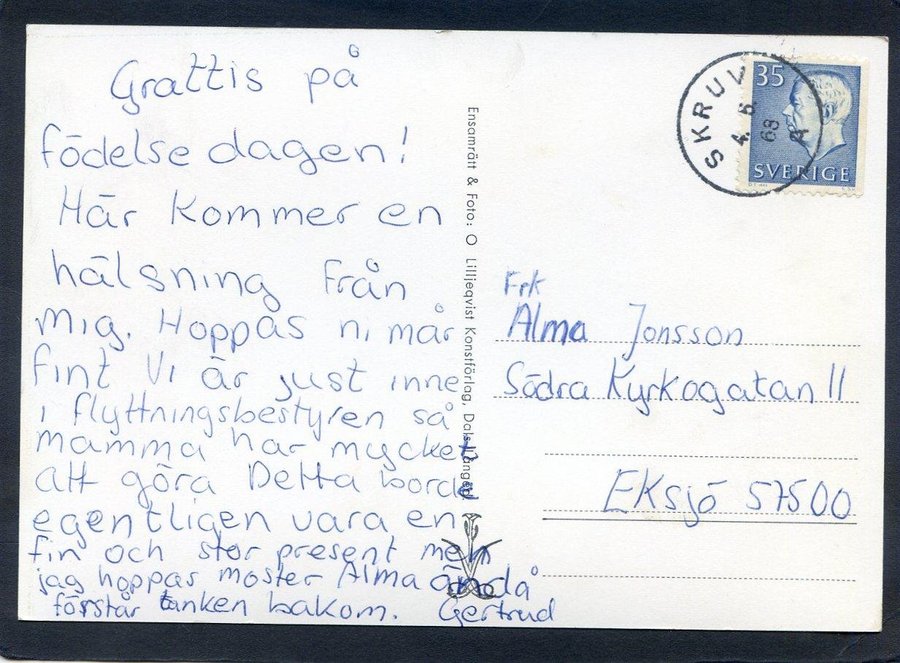 Grattis på
födelsedagen!
Här kommer en
hälsning från
mig. Hoppas ni mår
fint Vi är just inne
i flyttningsbestyren så
mamma har mycket
att göra Detta borde
egentligen vara en
fin och stor present men
jag hoppas moster Alma ändå
förstår tanken bakom. Gertrud
Ensamrätt & Foto: O Lilljeqvist Konstförlag, Dals Långed
SKRUV
4. 6.
68
A
35
SVERIGE
Frk
Alma Jonsson
Södra Kyrkogatan 11
Eksjö 57500